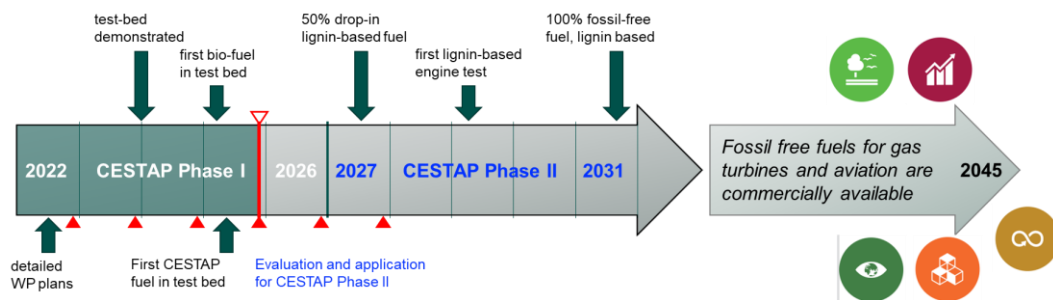 test-bed
demonstrated
first bio-fuel
in test bed
50% drop-in
lignin-based fuel
first lignin-based
engine test
100% fossil-free
fuel, lignin based
2022
CESTAP Phase I
2026
2027
CESTAP Phase II
2031
Fossil free fuels for gas
turbines and aviation are
commercially available
2045
detailed
WP plans
First CESTAP
fuel in test bed
Evaluation and application
for CESTAP Phase II